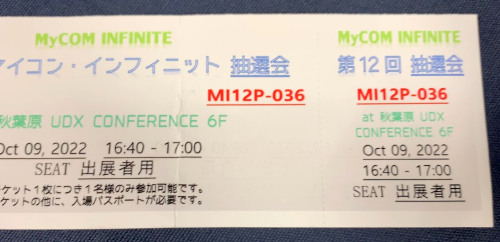 MyCOM INFINITE
アイコン・インフィニット 抽選会
MI12P-036
秋葉原 UDX CONFERENCE 6F
Oct 09, 2022 16:40 - 17:00
SEAT 出展者用
ケット1枚につき1名様のみ参加可能です。
ケットの他に、入場パスポートが必要です。
MyCOM INFINITE
第12回 抽選会
MI12P-036
at 秋葉原 UDX
CONFERENCE 6F
Oct 09, 2022
16:40 - 17:00
SEAT 出展者用